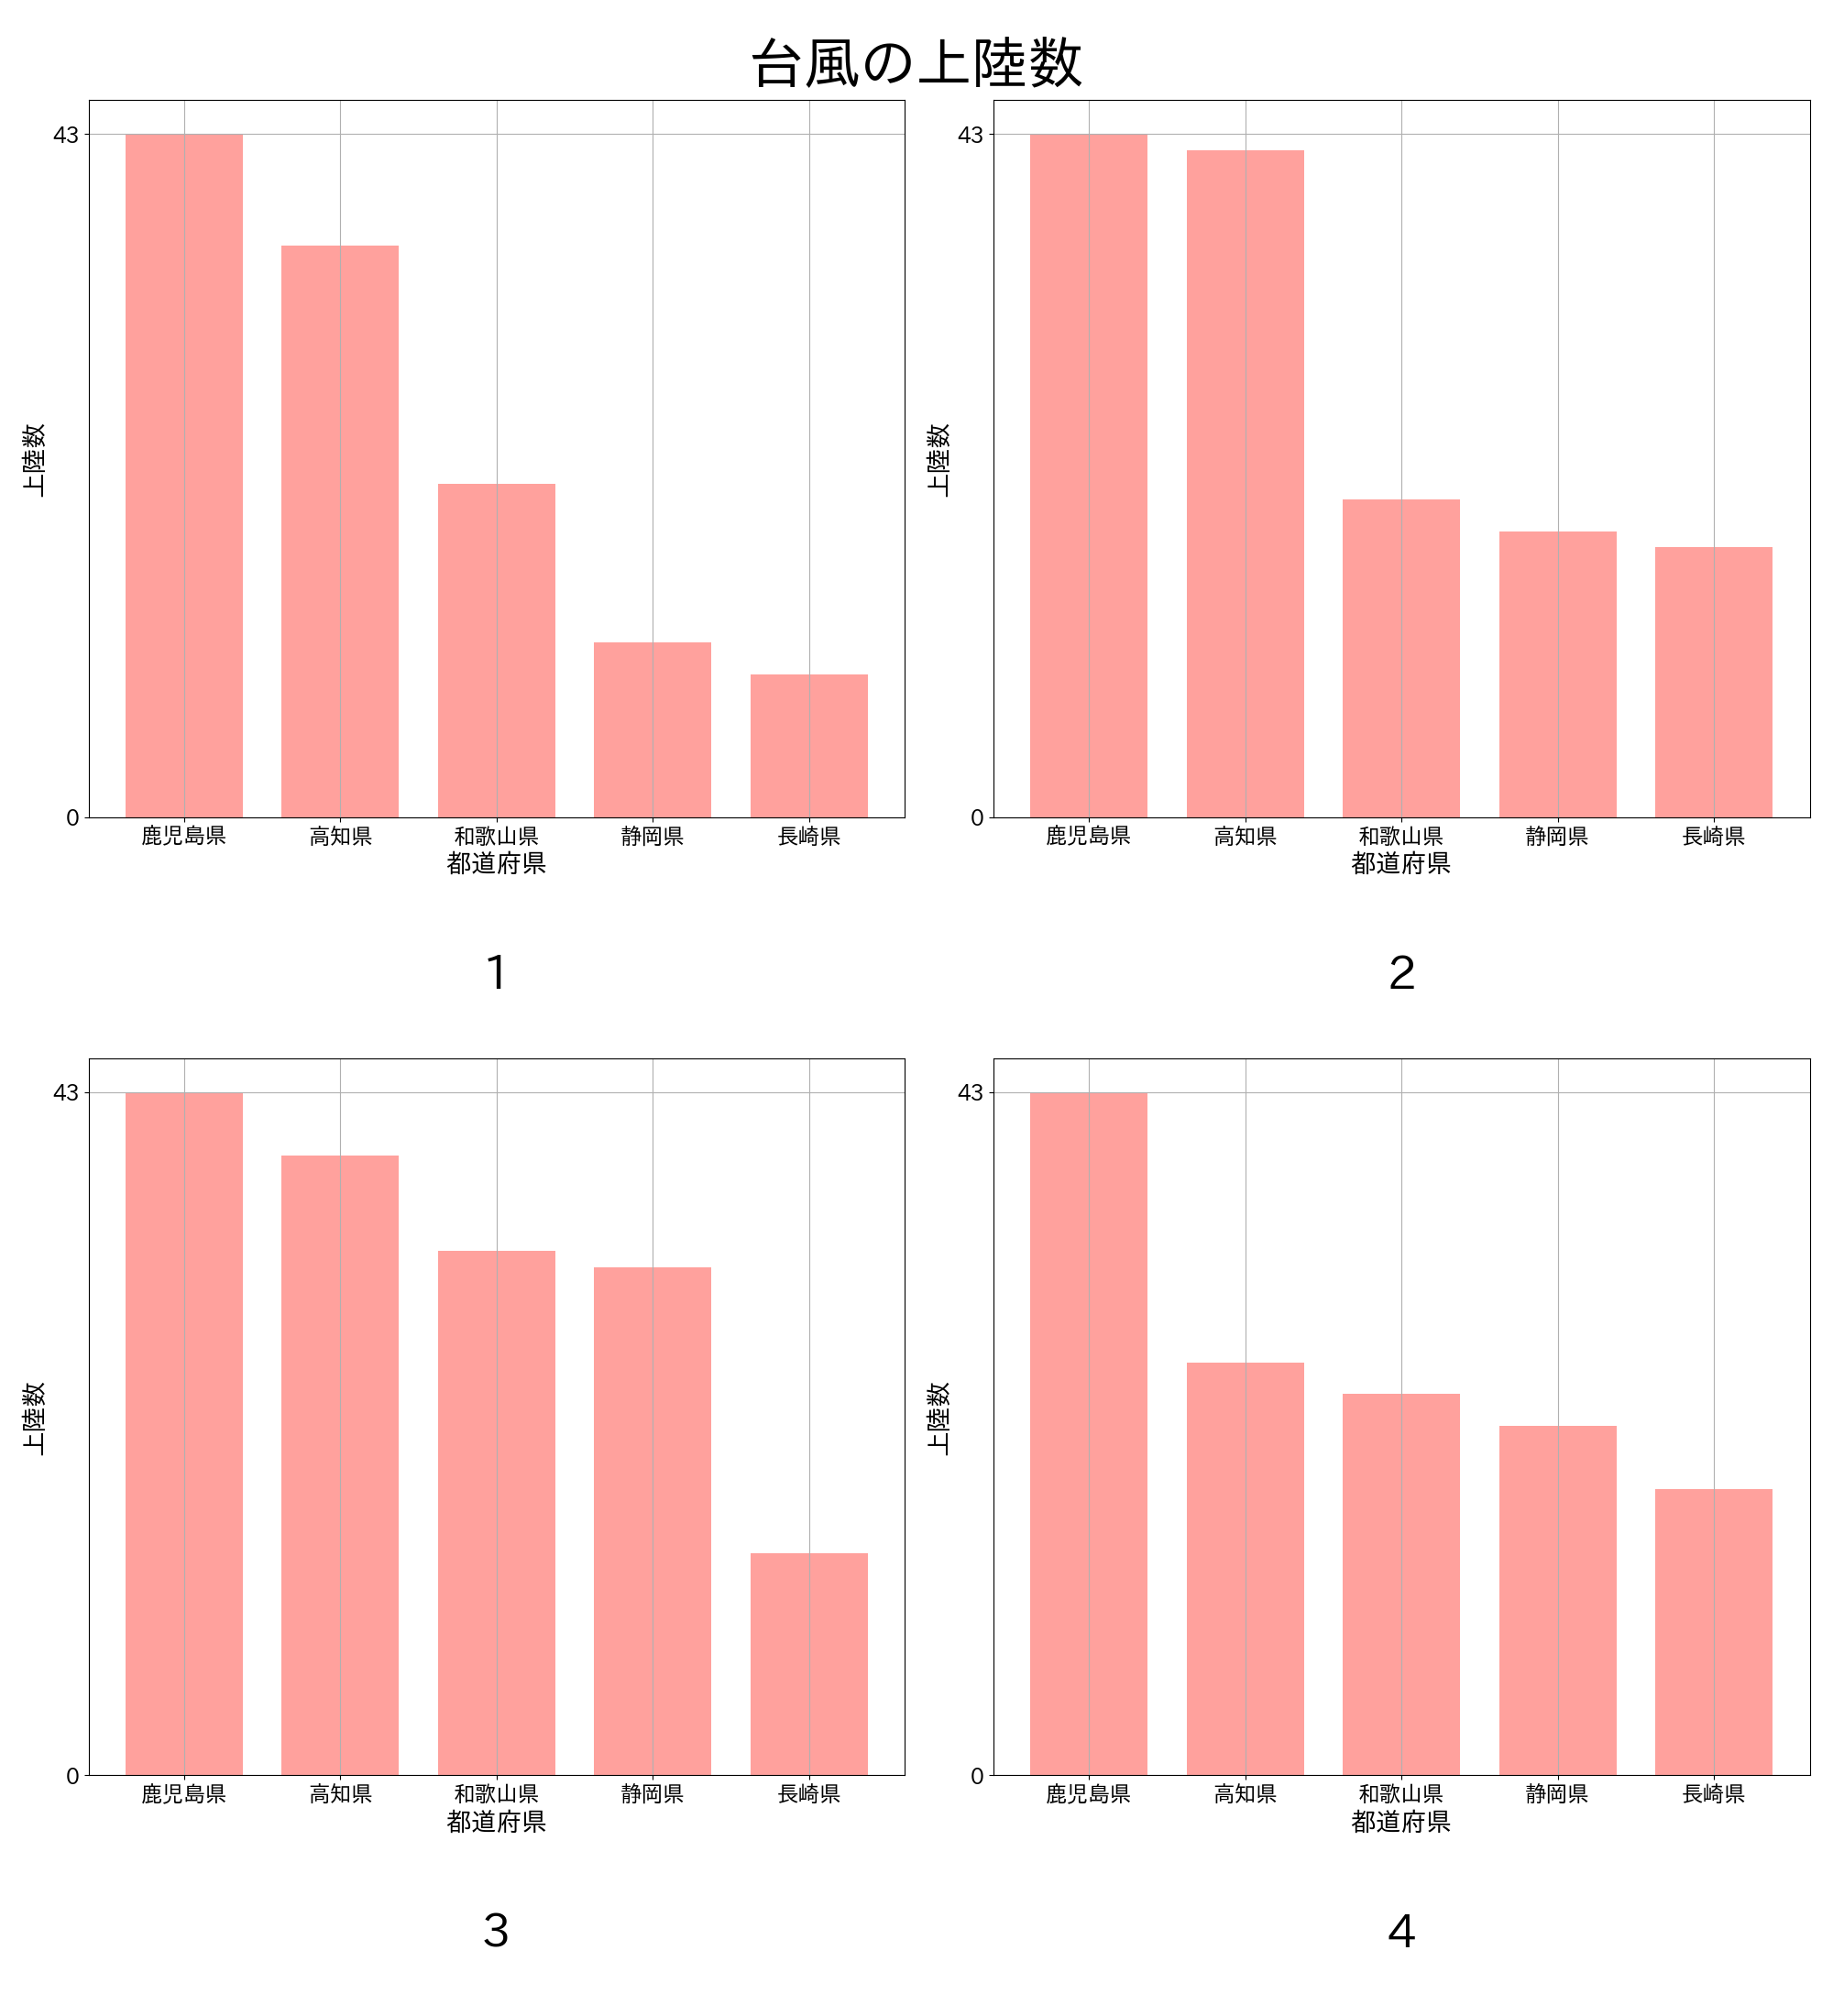 台風の上陸数
43
0
上陸数
鹿児島県 高知県 和歌山県 静岡県 長崎県
都道府県
1
43
0
上陸数
鹿児島県 高知県 和歌山県 静岡県 長崎県
都道府県
2
43
0
上陸数
鹿児島県 高知県 和歌山県 静岡県 長崎県
都道府県
3
43
0
上陸数
鹿児島県 高知県 和歌山県 静岡県 長崎県
都道府県
4